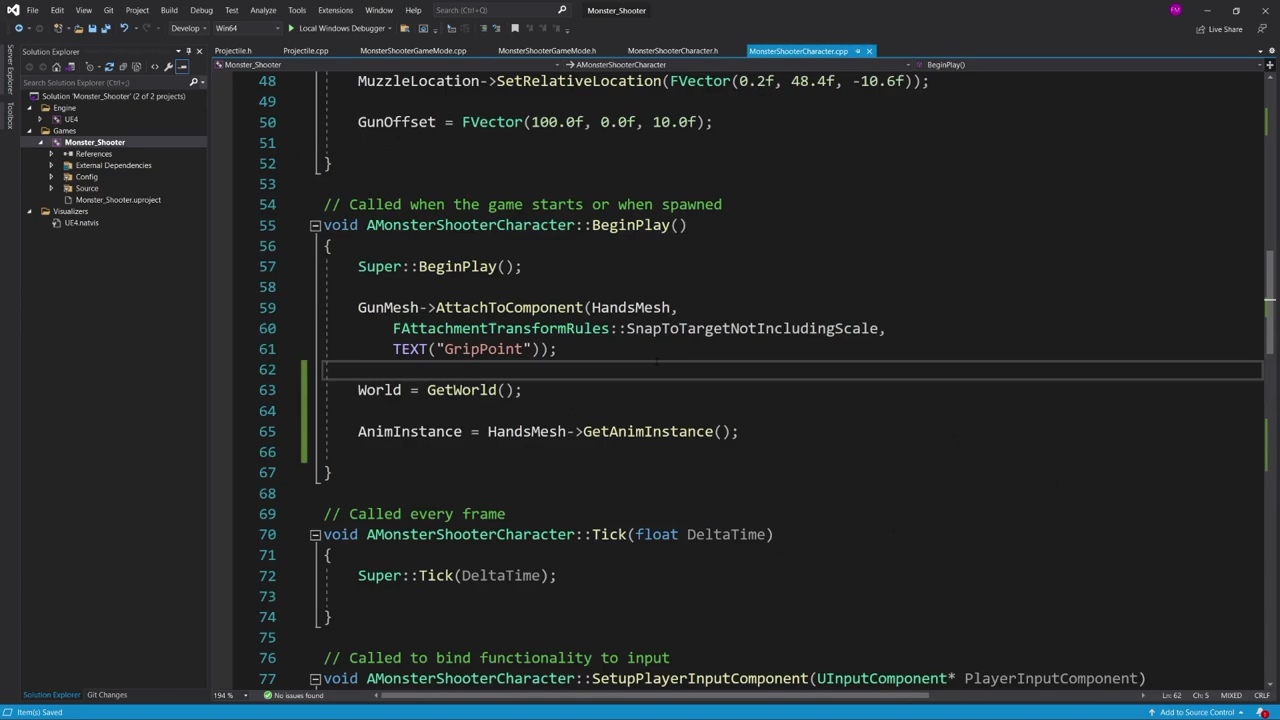 File Edit View Git Project Build Debug Test Analyze Tools Extensions Window Help Search (Ctrl+Q) Monster_Shooter FM
Develop Win64 Local Windows Debugger Live Share
Solution Explorer Projectile.h Projectile.cpp MonsterShooterGameMode.cpp MonsterShooterGameMode.h MonsterShooterCharacter.h MonsterShooterCharacter.cpp
Monster_Shooter AMonsterShooterCharacter BeginPlay()
Server Explorer
Toolbox
Search Solution Explorer (Ctrl+;)
Solution 'Monster_Shooter' (2 of 2 projects)
Engine
UE4
Games
Monster_Shooter
References
External Dependencies
Config
Source
Monster_Shooter.uproject
Visualizers
UE4.natvis
48 MuzzleLocation->SetRelativeLocation(FVector(0.2f, 48.4f, -10.6f));
49
50 GunOffset = FVector(100.0f, 0.0f, 10.0f);
51
52 }
53
54 // Called when the game starts or when spawned
55 void AMonsterShooterCharacter::BeginPlay()
56 {
57 Super::BeginPlay();
58
59 GunMesh->AttachToComponent(HandsMesh,
60 FAttachmentTransformRules::SnapToTargetNotIncludingScale,
61 TEXT("GripPoint"));
62
63 World = GetWorld();
64
65 AnimInstance = HandsMesh->GetAnimInstance();
66
67 }
68
69 // Called every frame
70 void AMonsterShooterCharacter::Tick(float DeltaTime)
71 {
72 Super::Tick(DeltaTime);
73
74 }
75
76 // Called to bind functionality to input
77 void AMonsterShooterCharacter::SetupPlayerInputComponent(UInputComponent* PlayerInputComponent)
Solution Explorer Git Changes 194 % No issues found Ln: 62 Ch: 5 MIXED CRLF
Item(s) Saved Add to Source Control 1